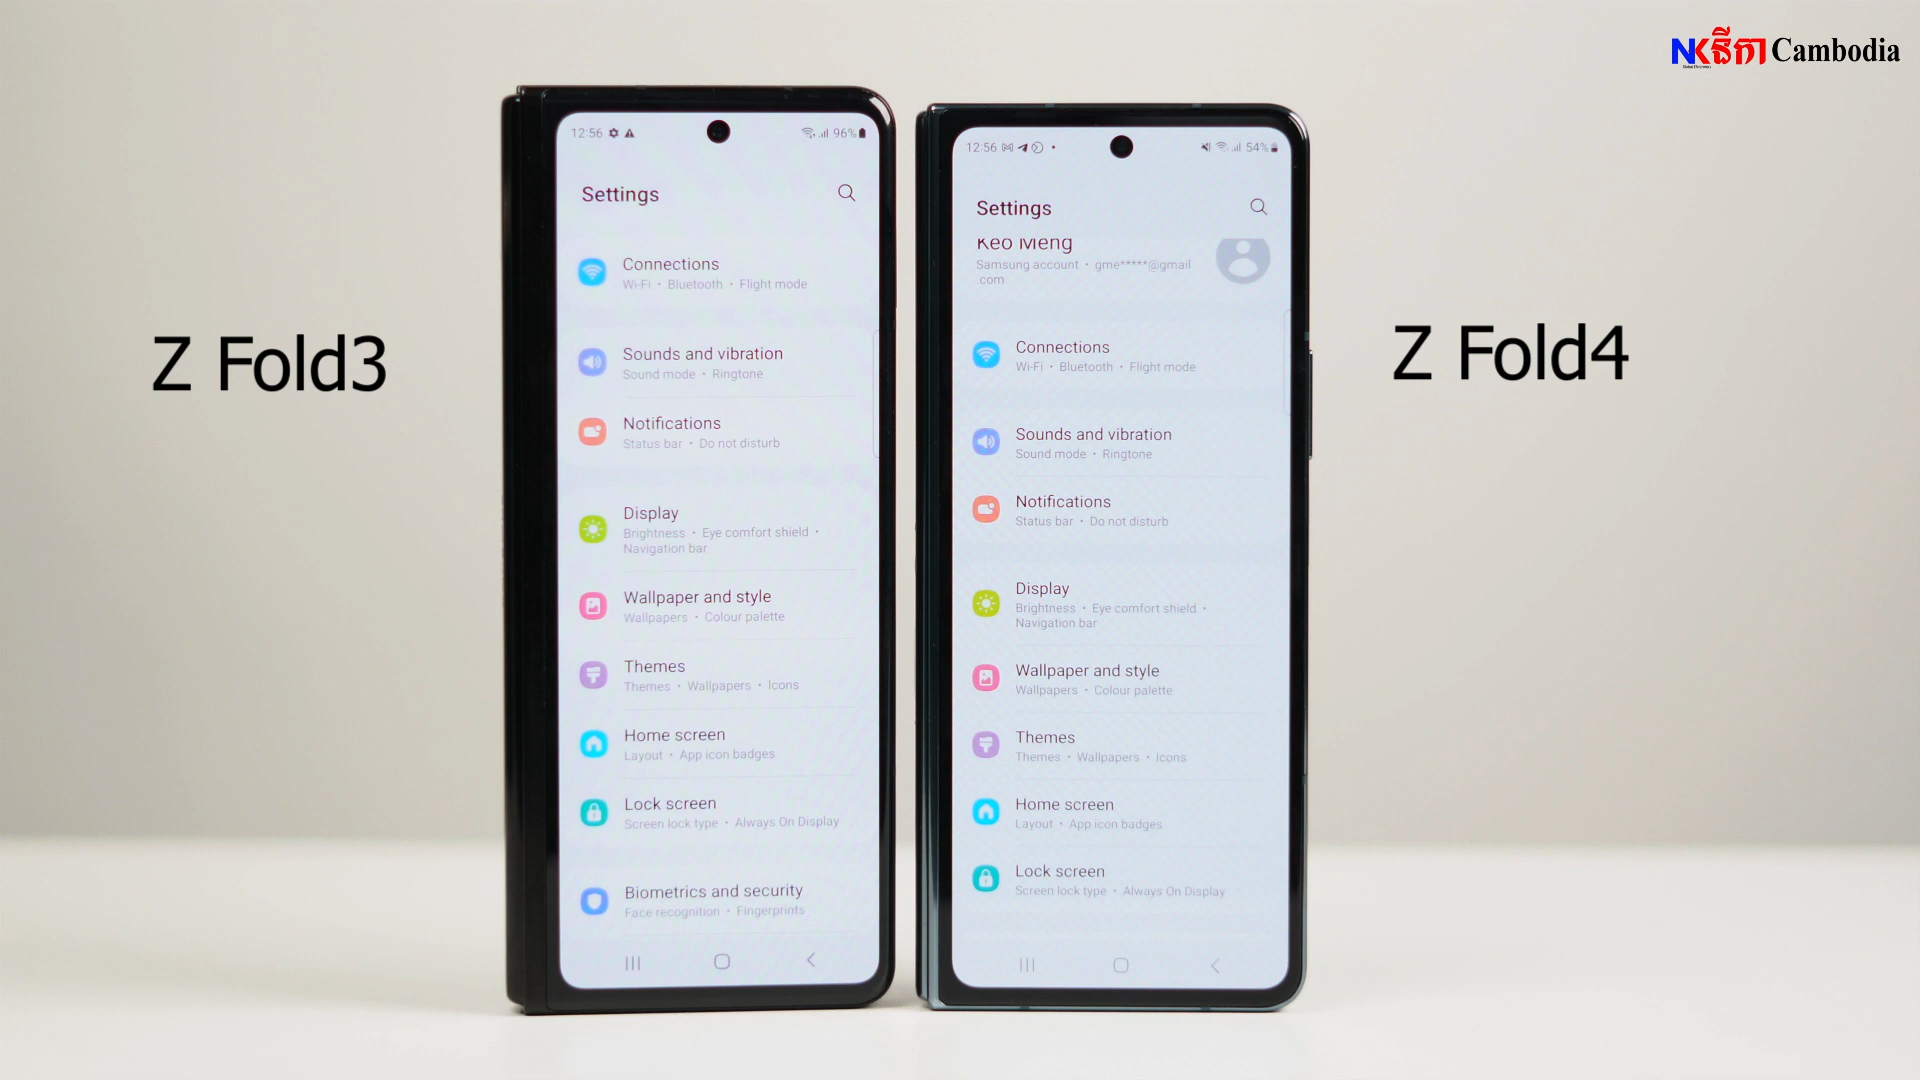 NKនីកា Cambodia
Z Fold3
12:56
96%
Settings
Connections
Wi-Fi • Bluetooth • Flight mode
Sounds and vibration
Sound mode • Ringtone
Notifications
Status bar • Do not disturb
Display
Brightness • Eye comfort shield •
Navigation bar
Wallpaper and style
Wallpapers • Colour palette
Themes
Themes • Wallpapers • Icons
Home screen
Layout • App icon badges
Lock screen
Screen lock type • Always On Display
Biometrics and security
Face recognition • Fingerprints
12:56
54%
Settings
Keo Meng
Samsung account • gme*****@gmail
.com
Connections
Wi-Fi • Bluetooth • Flight mode
Sounds and vibration
Sound mode • Ringtone
Notifications
Status bar • Do not disturb
Display
Brightness • Eye comfort shield •
Navigation bar
Wallpaper and style
Wallpapers • Colour palette
Themes
Themes • Wallpapers • Icons
Home screen
Layout • App icon badges
Lock screen
Screen lock type • Always On Display
Z Fold4